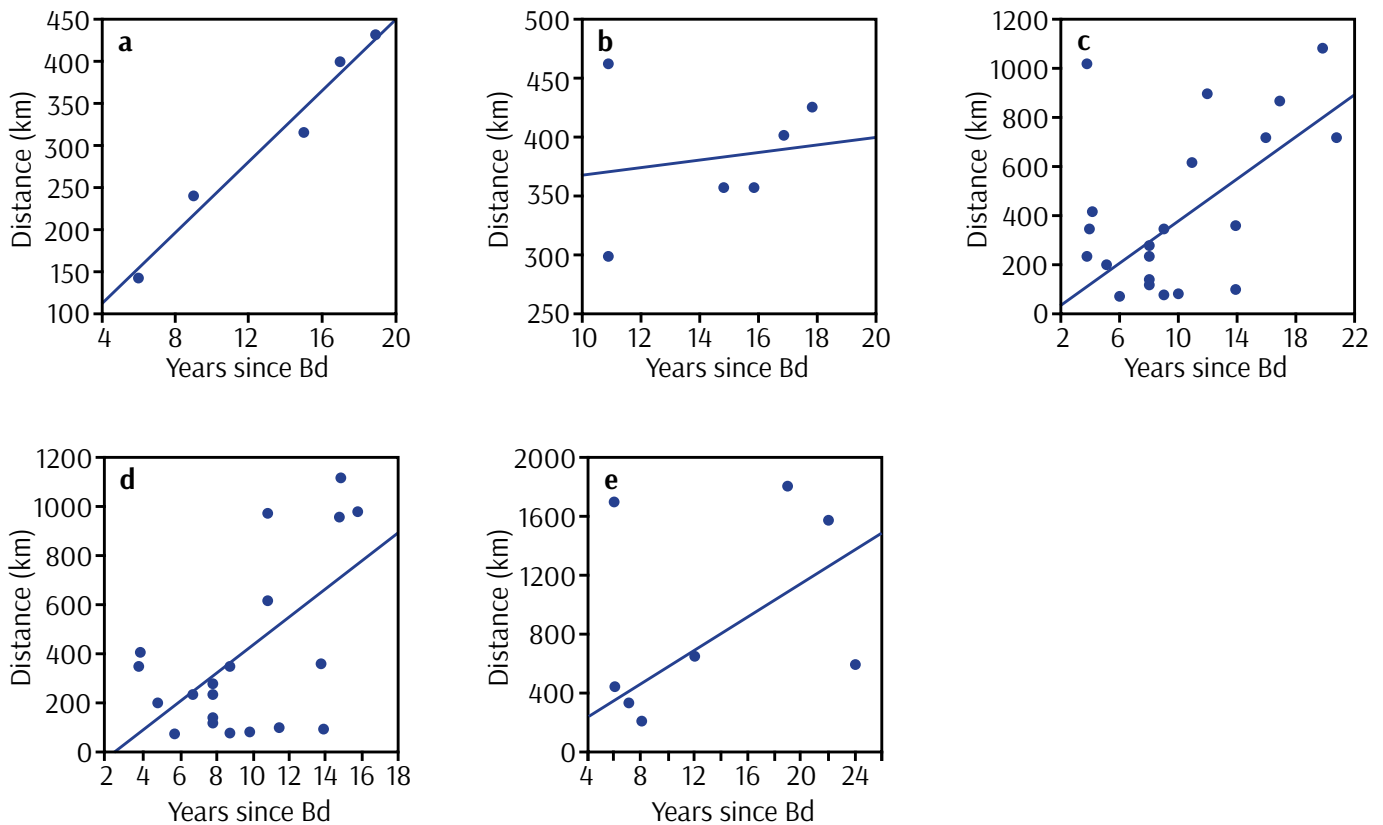 a
Distance (km)
450
400
350
300
250
200
150
100
4 8 12 16 20
Years since Bd
b
Distance (km)
500
450
400
350
300
250
10 12 14 16 18 20
Years since Bd
c
Distance (km)
1200
1000
800
600
400
200
0
2 6 10 14 18 22
Years since Bd
d
Distance (km)
1200
1000
800
600
400
200
0
2 4 6 8 10 12 14 16 18
Years since Bd
e
Distance (km)
2000
1600
1200
800
400
0
4 8 12 16 20 24
Years since Bd